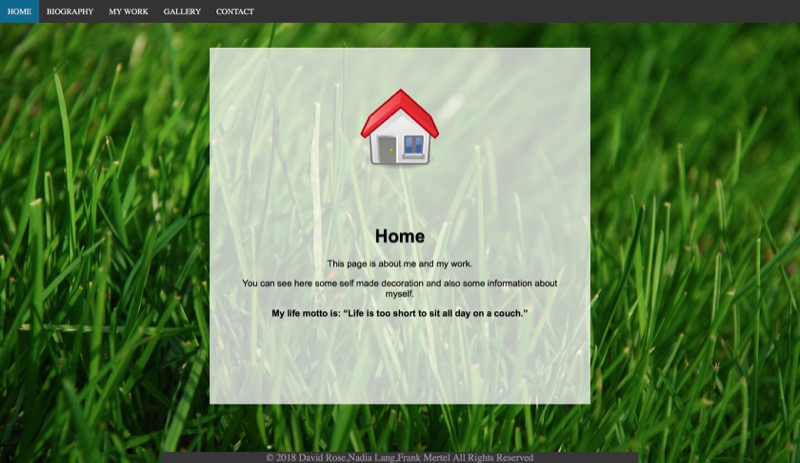 HOME BIOGRAPHY MY WORK GALLERY CONTACT
Home
This page is about me and my work.
You can see here some self made decoration and also some information about
myself.
My life motto is: “Life is too short to sit all day on a couch.”
© 2018 David Rose,Nadia Lang,Frank Mertel All Rights Reserved